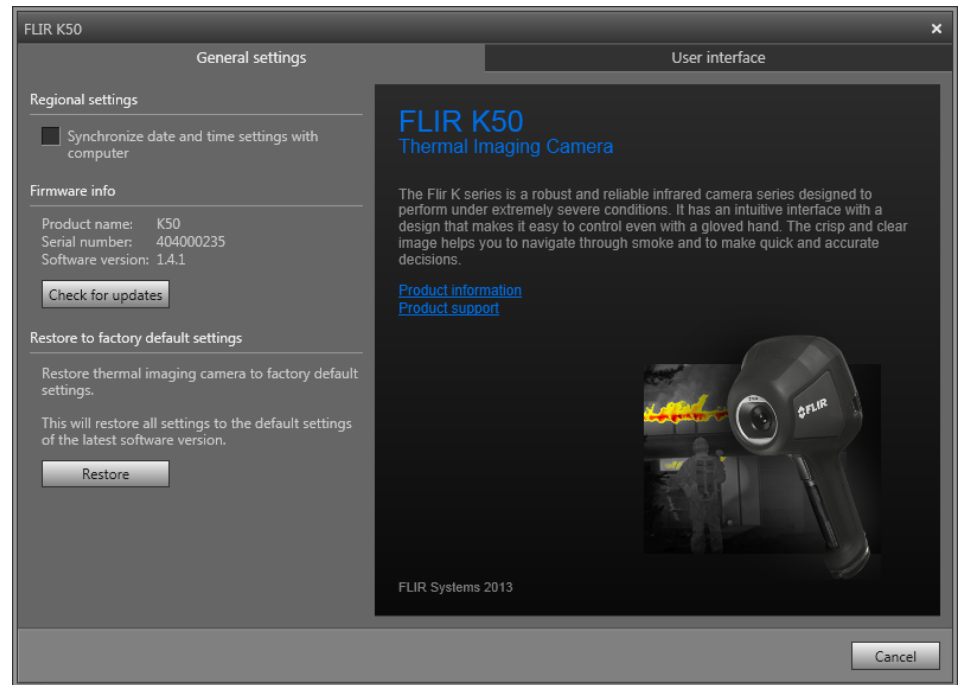 FLIR K50
General settings
User interface
Regional settings
Synchronize date and time settings with
computer
Firmware info
Product name: K50
Serial number: 404000235
Software version: 1.4.1
Check for updates
Restore to factory default settings
Restore thermal imaging camera to factory default
settings.
This will restore all settings to the default settings
of the latest software version.
Restore
FLIR K50
Thermal Imaging Camera
The Flir K series is a robust and reliable infrared camera series designed to
perform under extremely severe conditions. It has an intuitive interface with a
design that makes it easy to control even with a gloved hand. The crisp and clear
image helps you to navigate through smoke and to make quick and accurate
decisions.
Product information
Product support
FLIR
FLIR Systems 2013
Cancel